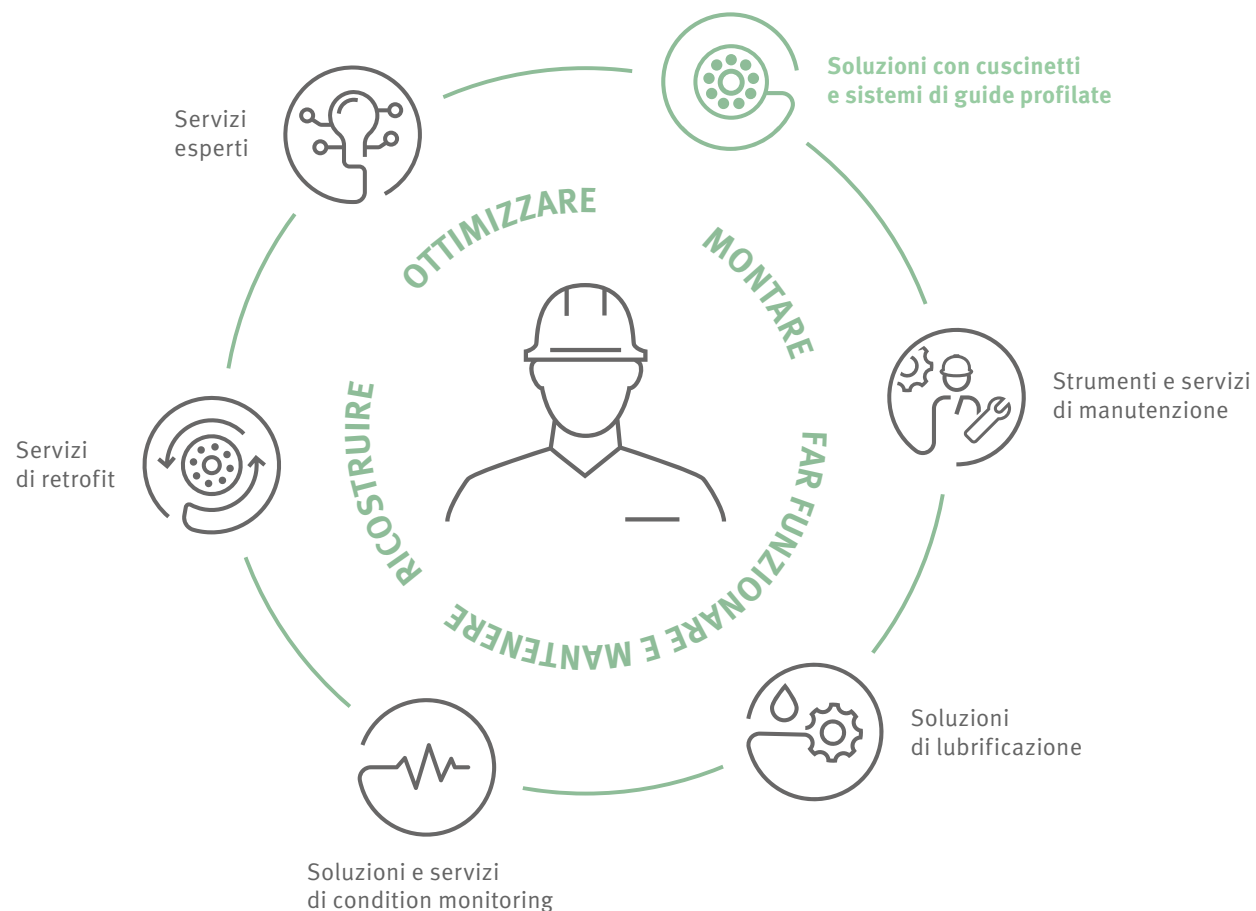 Soluzioni con cuscinetti
e sistemi di guide profilate
Servizi
esperti
OTTIMIZZARE
MONTARE
Strumenti e servizi
di manutenzione
RICOSTRUIRE
FAR FUNZIONARE E MANTENERE
Servizi
di retrofit
Soluzioni
di lubrificazione
Soluzioni e servizi
di condition monitoring